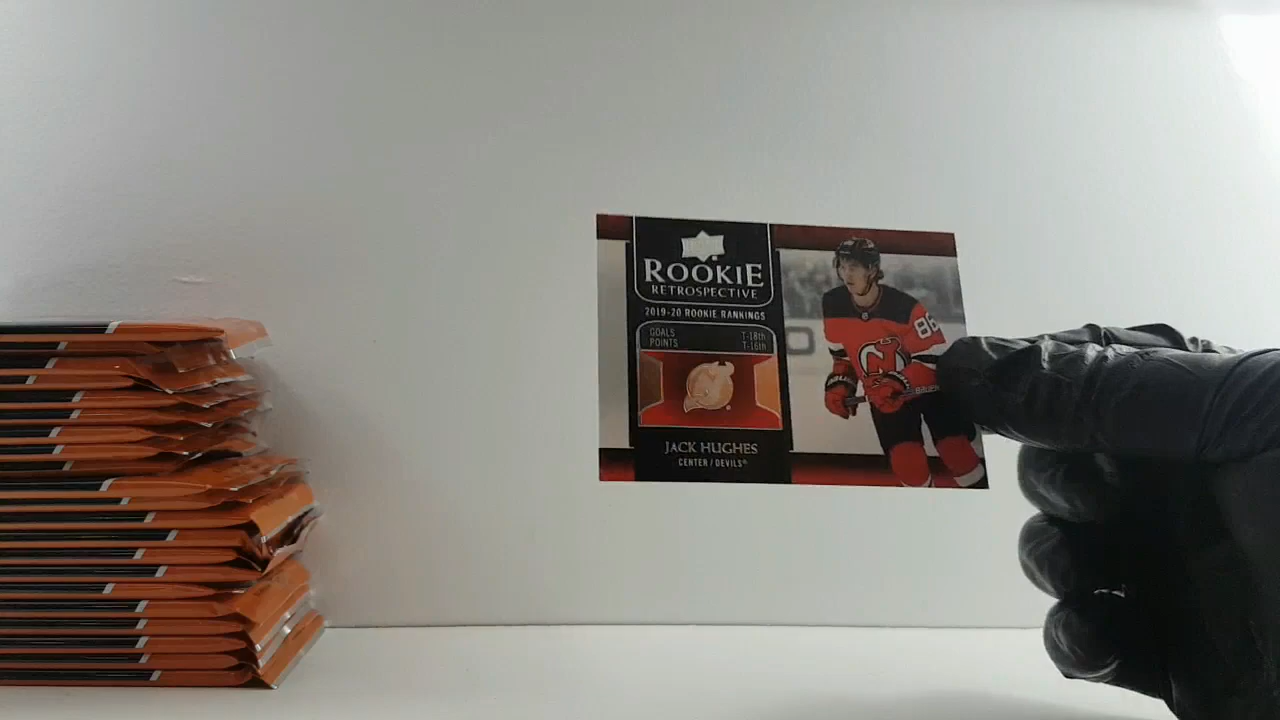 ROOKIE
RETROSPECTIVE
2019-20 ROOKIE RANKINGS
GOALS T-18th
POINTS T-16th
JACK HUGHES
CENTER / DEVILS®
86